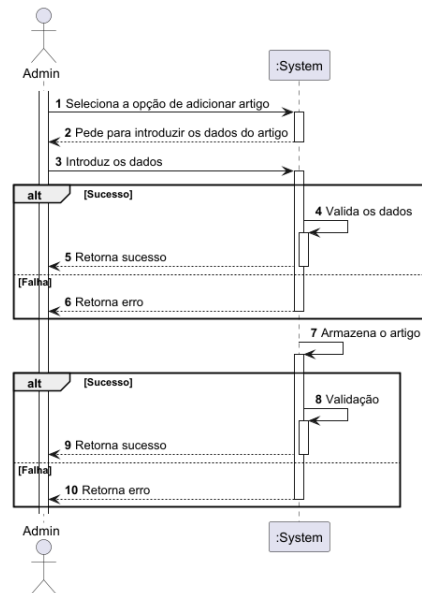 Admin
:System
1 Seleciona a opção de adicionar artigo
2 Pede para introduzir os dados do artigo
3 Introduz os dados
alt [Sucesso]
4 Valida os dados
5 Retorna sucesso
[Falha]
6 Retorna erro
7 Armazena o artigo
alt [Sucesso]
8 Validação
9 Retorna sucesso
[Falha]
10 Retorna erro
Admin
:System